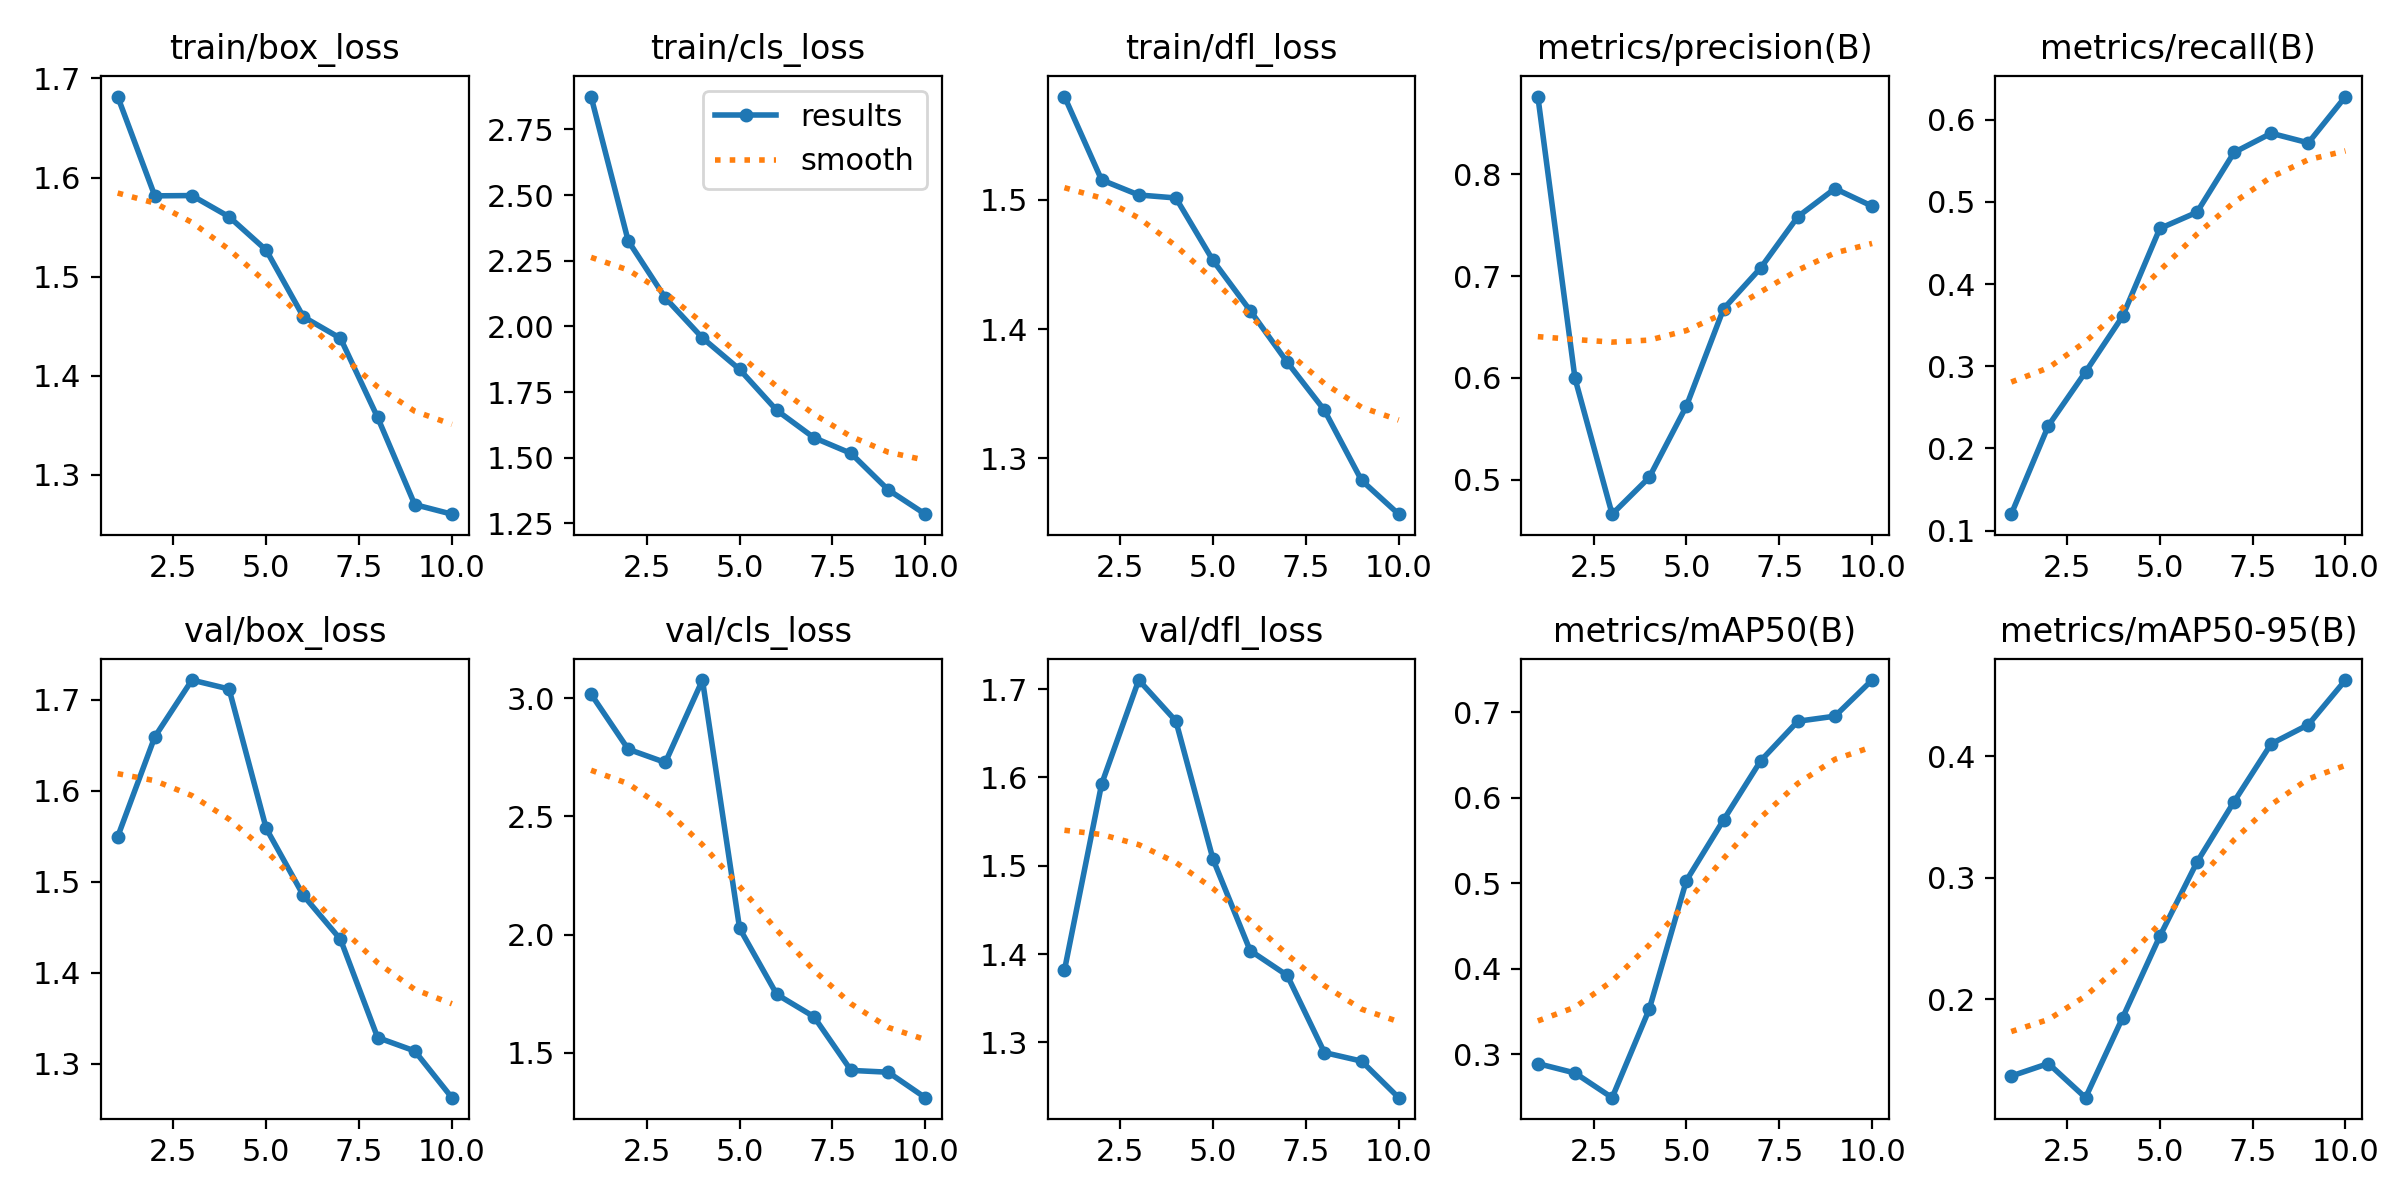 train/box_loss
train/cls_loss
train/dfl_loss
metrics/precision(B)
metrics/recall(B)
1.7
1.6
1.5
1.4
1.3
2.5 5.0 7.5 10.0
results
smooth
2.75
2.50
2.25
2.00
1.75
1.50
1.25
2.5 5.0 7.5 10.0
1.5
1.4
1.3
2.5 5.0 7.5 10.0
0.8
0.7
0.6
0.5
2.5 5.0 7.5 10.0
0.6
0.5
0.4
0.3
0.2
0.1
2.5 5.0 7.5 10.0
val/box_loss
val/cls_loss
val/dfl_loss
metrics/mAP50(B)
metrics/mAP50-95(B)
1.7
1.6
1.5
1.4
1.3
2.5 5.0 7.5 10.0
3.0
2.5
2.0
1.5
2.5 5.0 7.5 10.0
1.7
1.6
1.5
1.4
1.3
2.5 5.0 7.5 10.0
0.7
0.6
0.5
0.4
0.3
2.5 5.0 7.5 10.0
0.4
0.3
0.2
2.5 5.0 7.5 10.0